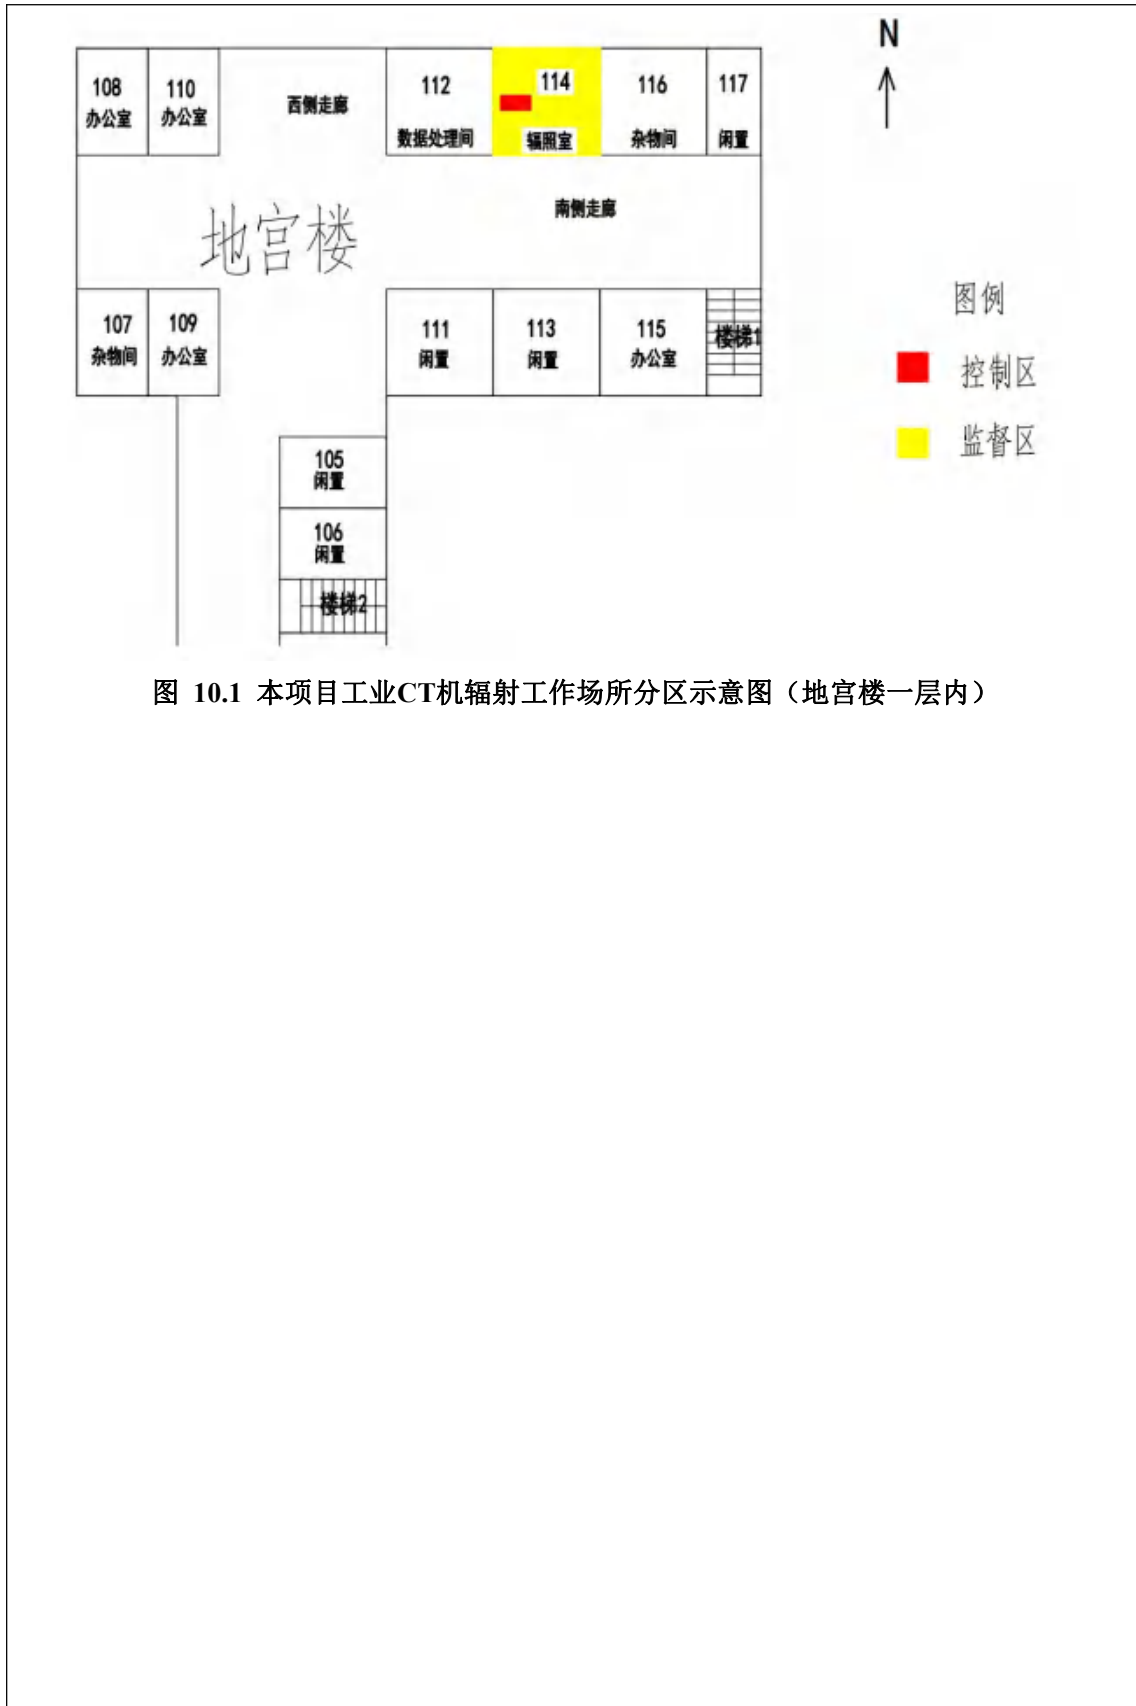 N
108
办公室
110
办公室
西侧走廊
112
数据处理间
114
辐照室
116
杂物间
117
闲置
南侧走廊
地宫楼
107
杂物间
109
办公室
111
闲置
113
闲置
115
办公室
楼梯1
图例
控制区
监督区
105
闲置
106
闲置
楼梯2
图 10.1 本项目工业CT机辐射工作场所分区示意图（地宫楼一层内）